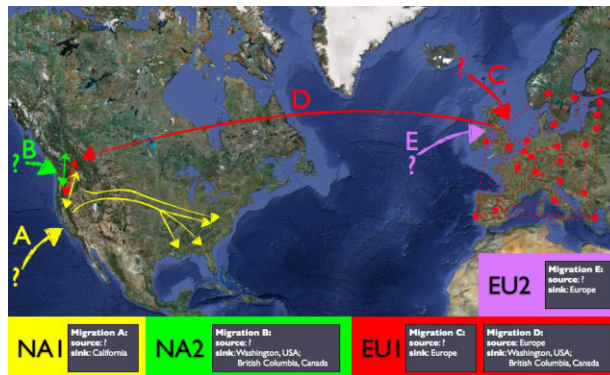 ?
C
D
B
?
E
?
A
?
EU2
Migration E:
source: ?
sink: Europe
NA1
Migration A:
source: ?
sink: California
NA2
Migration B:
source: ?
sink: Washington, USA;
British Columbia, Canada
EU1
Migration C:
source: ?
sink: Europe
Migration D:
source: Europe
sink: Washington, USA;
British Columbia, Canada